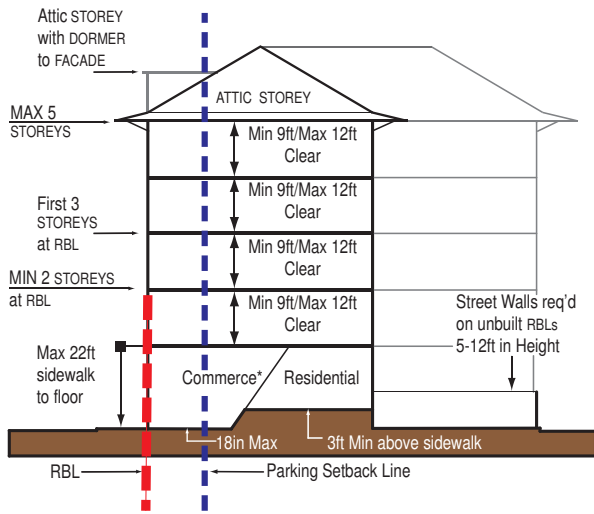 Attic STOREY
with DORMER
to FACADE
ATTIC STOREY
MAX 5
STOREYS
Min 9ft/Max 12ft
Clear
Min 9ft/Max 12ft
Clear
First 3
STOREYS
at RBL
Min 9ft/Max 12ft
Clear
MIN 2 STOREYS
at RBL
Min 9ft/Max 12ft
Clear
Street Walls req'd
on unbuilt RBLs
5-12ft in Height
Max 22ft
sidewalk
to floor
Commerce*
Residential
18in Max
3ft Min above sidewalk
RBL
Parking Setback Line